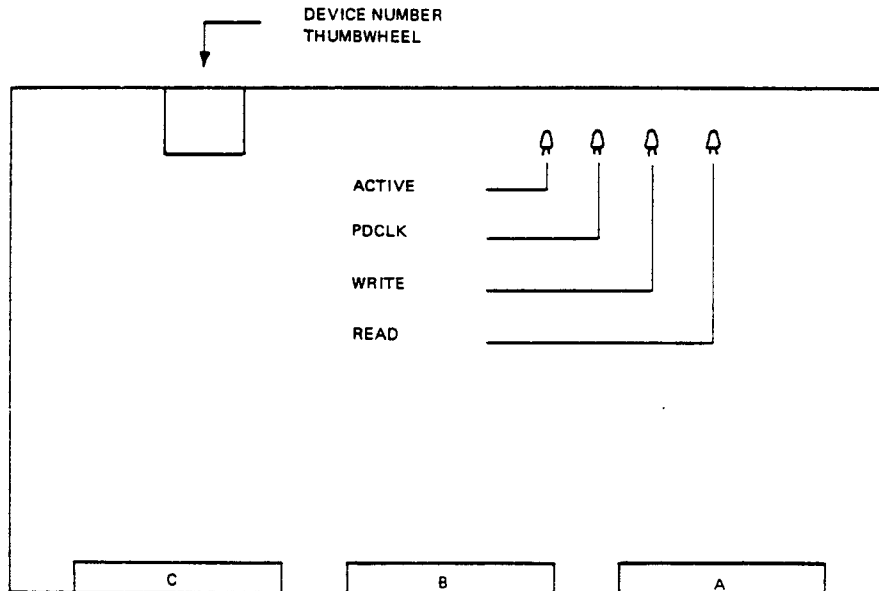 DEVICE NUMBER
THUMBWHEEL
ACTIVE
PDCLK
WRITE
READ
C
B
A